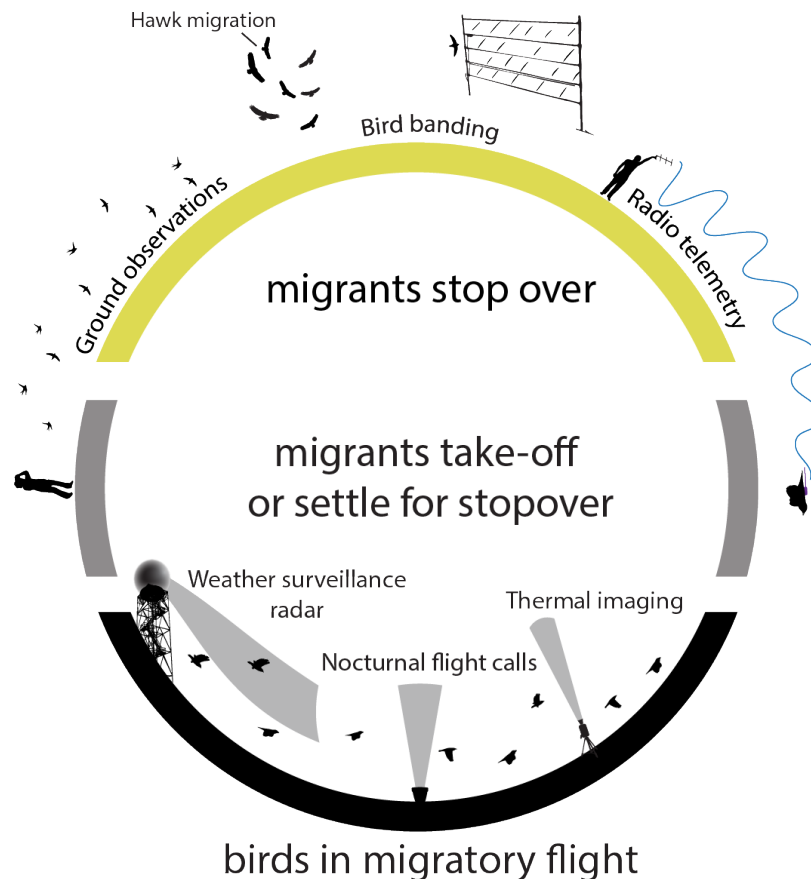 Hawk migration
Bird banding
Ground observations
Radio telemetry
migrants stop over
migrants take-off
or settle for stopover
Weather surveillance
radar
Thermal imaging
Nocturnal flight calls
birds in migratory flight